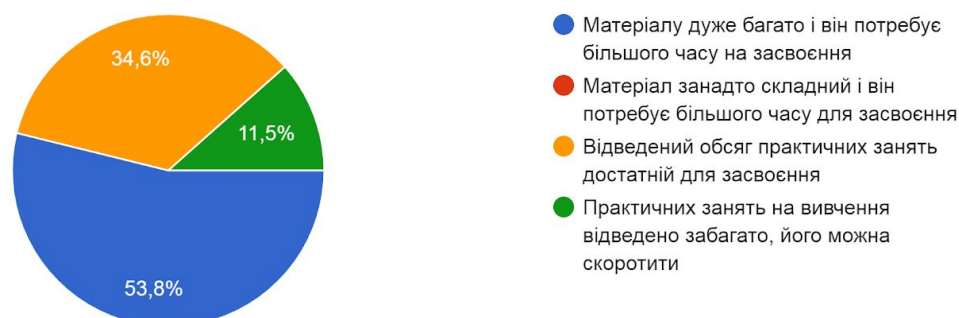 34,6%
11,5%
53,8%
Матеріалу дуже багато і він потребує
більшого часу на засвоєння
Матеріал занадто складний і він
потребує більшого часу для засвоєння
Відведений обсяг практичних занять
достатній для засвоєння
Практичних занять на вивчення
відведено забагато, його можна
скоротити